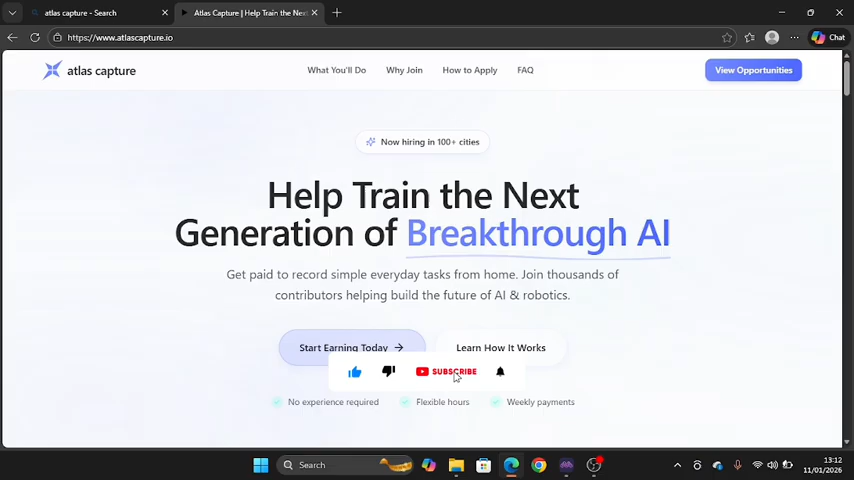 atlas capture - Search
Atlas Capture | Help Train the Nex
https://www.atlascapture.io
Chat
atlas capture
What You'll Do
Why Join
How to Apply
FAQ
View Opportunities
Now hiring in 100+ cities
Help Train the Next
Generation of Breakthrough AI
Get paid to record simple everyday tasks from home. Join thousands of
contributors helping build the future of AI & robotics.
Start Earning Today
Learn How It Works
SUBSCRIBE
No experience required
Flexible hours
Weekly payments
Search
13:12
11/01/2026